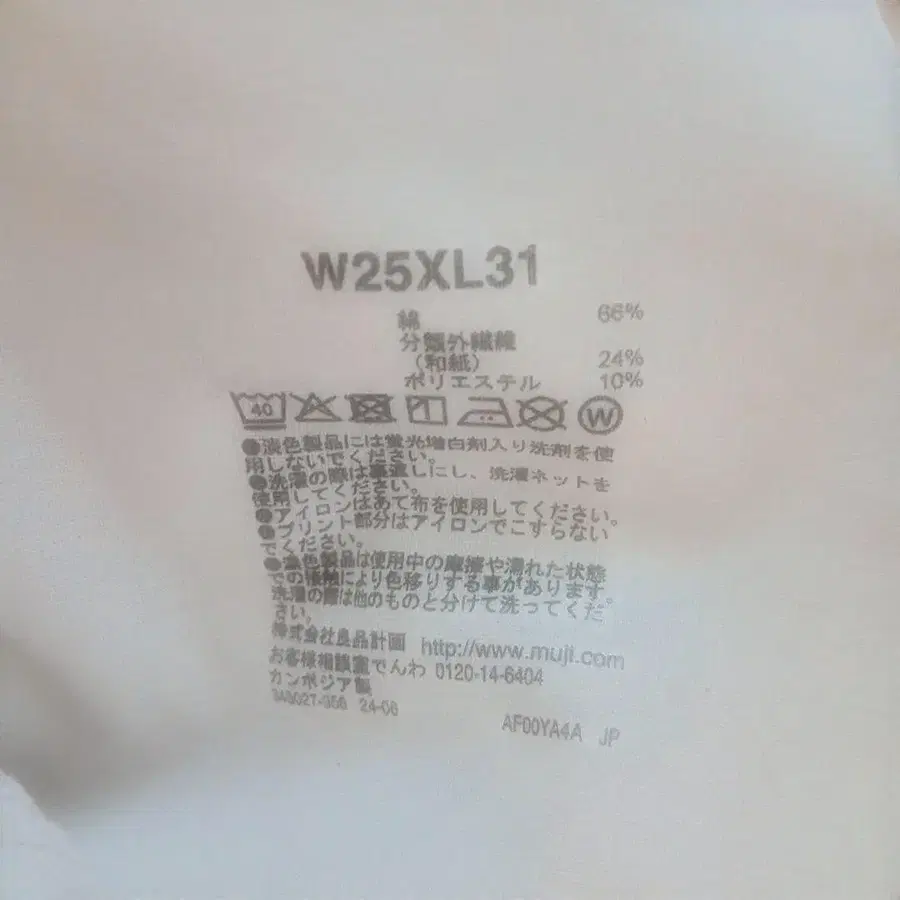 W25XL31
綿 66%
分類外繊維
(和紙) 24%
ポリエステル 10%
40 W
●淡色製品には蛍光増白剤入り洗剤を使
用しないでください。
●洗濯の際は裏返しにし、洗濯ネットを
使用してください。
●アイロンはあて布を使用してください。
●プリント部分はアイロンでこすらない
でください。
●濃色製品は使用中の摩擦や濡れた状態
での接触により色移りする事があります。
洗濯の際は他のものと分けて洗ってくだ
さい。
株式会社良品計画 http://www.muji.com
お客様相談室でんわ 0120-14-6404
カンボジア製
24-06 AF00YA4A JP